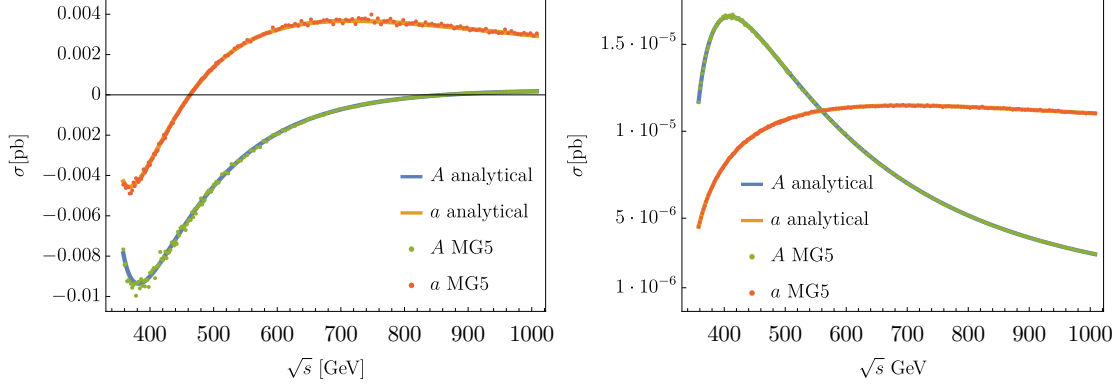 0.004
0.002
0
0.002
−0.004
−0.006
−0.008
−0.01
σ[pb]
A analytical
a analytical
A MG5
a MG5
400 500 600 700 800 900 1000
√s [GeV]
1.5 · 10⁻⁵
1 · 10⁻⁵
5 · 10⁻⁶
1 · 10⁻⁶
σ[pb]
A analytical
a analytical
A MG5
a MG5
400 500 600 700 800 900 1000
√s GeV